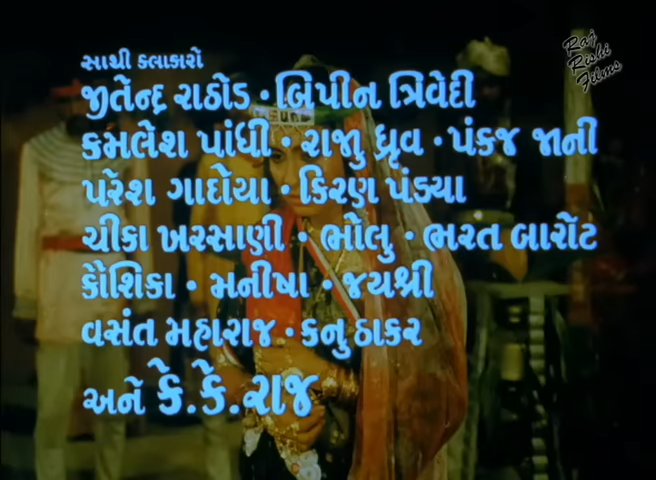 સાથી કલાકારો
જીતેન્દ્ર રાઠોડ · બિપીન ત્રિવેદી
કમલેશ પાંધી · રાજુ ધ્રૃવ · પંકજ જાની
પરેશ ગાદોયા · કિરણ પંડ્યા
ચીકા ખરસાણી · ભોલુ · ભરત બારોટ
કૌશિકા · મનીષા · જયશ્રી
વસંત મહારાજ · કનુ ઠાકર
અને કે. કે. રાજ
Raj
Rishi
Films